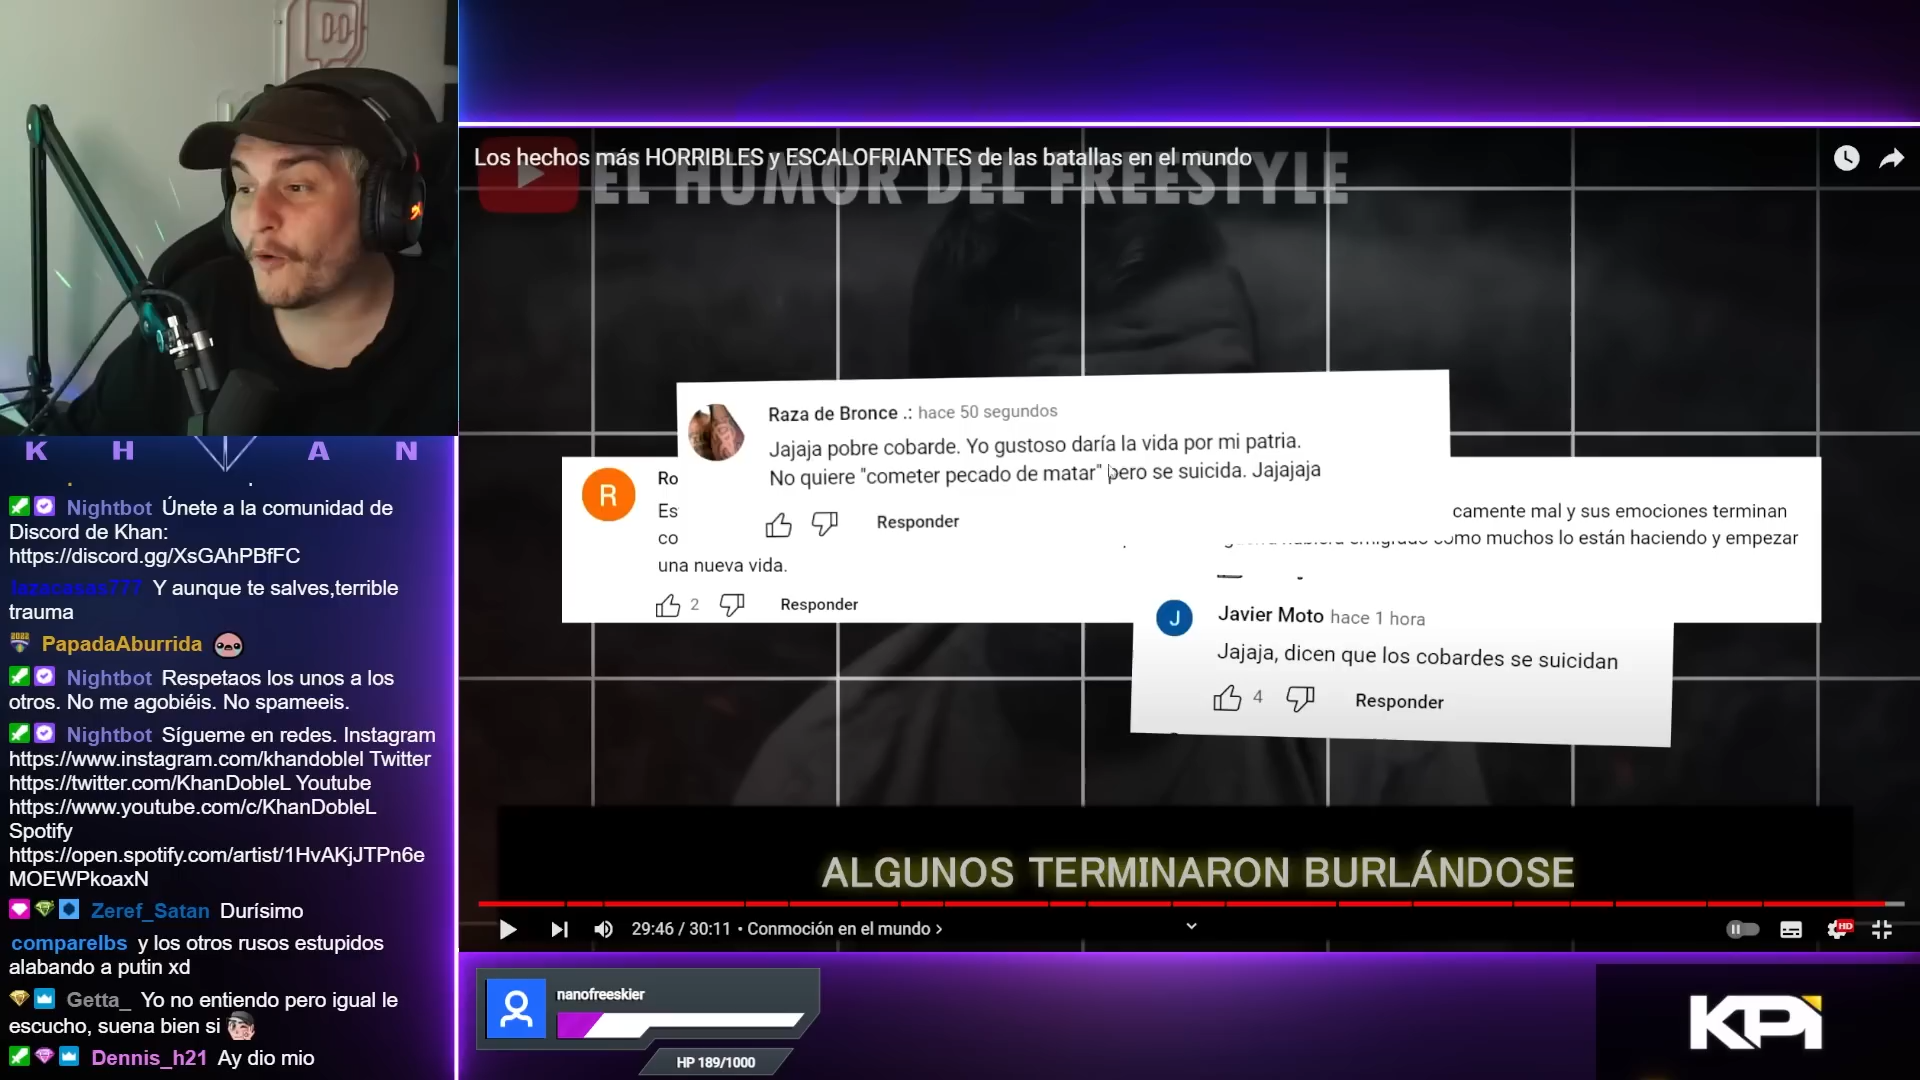 K H A N
Nightbot Únete a la comunidad de
Discord de Khan:
https://discord.gg/XsGAhPBfFC
lazacasas777 Y aunque te salves,terrible
trauma
PapadaAburrida
Nightbot Respetaos los unos a los
otros. No me agobiéis. No spameeis.
Nightbot Sígueme en redes. Instagram
https://www.instagram.com/khandoblel Twitter
https://twitter.com/KhanDobleL Youtube
https://www.youtube.com/c/KhanDobleL
Spotify
https://open.spotify.com/artist/1HvAKjJTPn6e
MOEWPkoaxN
Zeref_Satan Durísimo
comparelbs y los otros rusos estupidos
alabando a putin xd
Getta_ Yo no entiendo pero igual le
escucho, suena bien si
Dennis_h21 Ay dio mio
Los hechos más HORRIBLES y ESCALOFRIANTES de las batallas en el mundo
EL HUMOR DEL FREESTYLE
Raza de Bronce .: hace 50 segundos
Jajaja pobre cobarde. Yo gustoso daría la vida por mi patria.
No quiere "cometer pecado de matar" pero se suicida. Jajajaja
Responder
R
Ro
Es
camente mal y sus emociones terminan
co
como muchos lo están haciendo y empezar
una nueva vida.
2 Responder
J
Javier Moto hace 1 hora
Jajaja, dicen que los cobardes se suicidan
4 Responder
ALGUNOS TERMINARON BURLÁNDOSE
29:46 / 30:11 • Conmoción en el mundo ›
HD
nanofreeskier
HP 189/1000
KPi